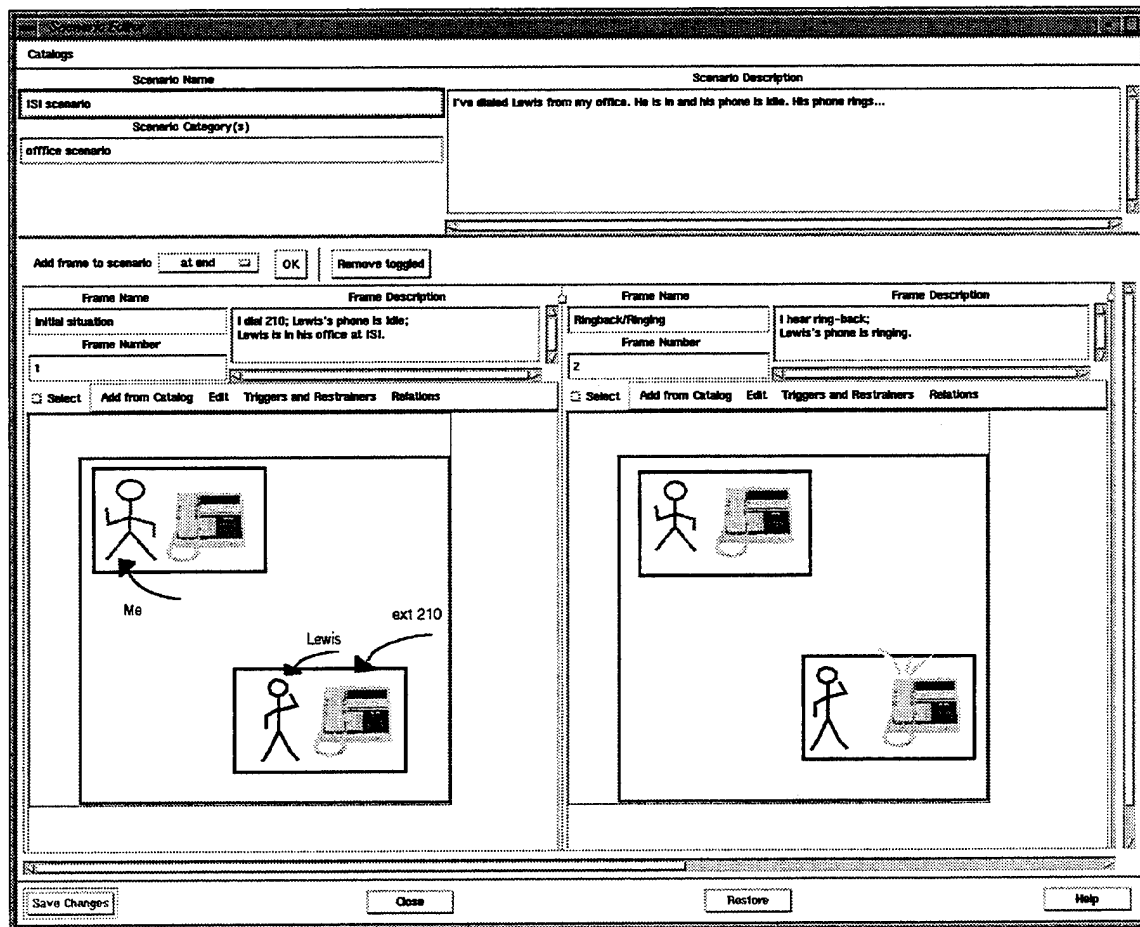 Scenario Editor
Catalogs
Scenario Name
Scenario Description
ISI scenario
I've dialed Lewis from my office. He is in and his phone is idle. His phone rings...
Scenario Category(s)
offfice scenario
Add frame to scenario at end OK Remove toggled
Frame Name
Frame Description
Initial situation
I dial 210; Lewis's phone is idle;
Lewis is in his office at ISI.
Frame Number
1
Select Add from Catalog Edit Triggers and Restrainers Relations
Me
Lewis
ext 210
Frame Name
Frame Description
Ringback/Ringing
I hear ring-back;
Lewis's phone is ringing.
Frame Number
2
Select Add from Catalog Edit Triggers and Restrainers Relations
Save Changes Close Restore Help